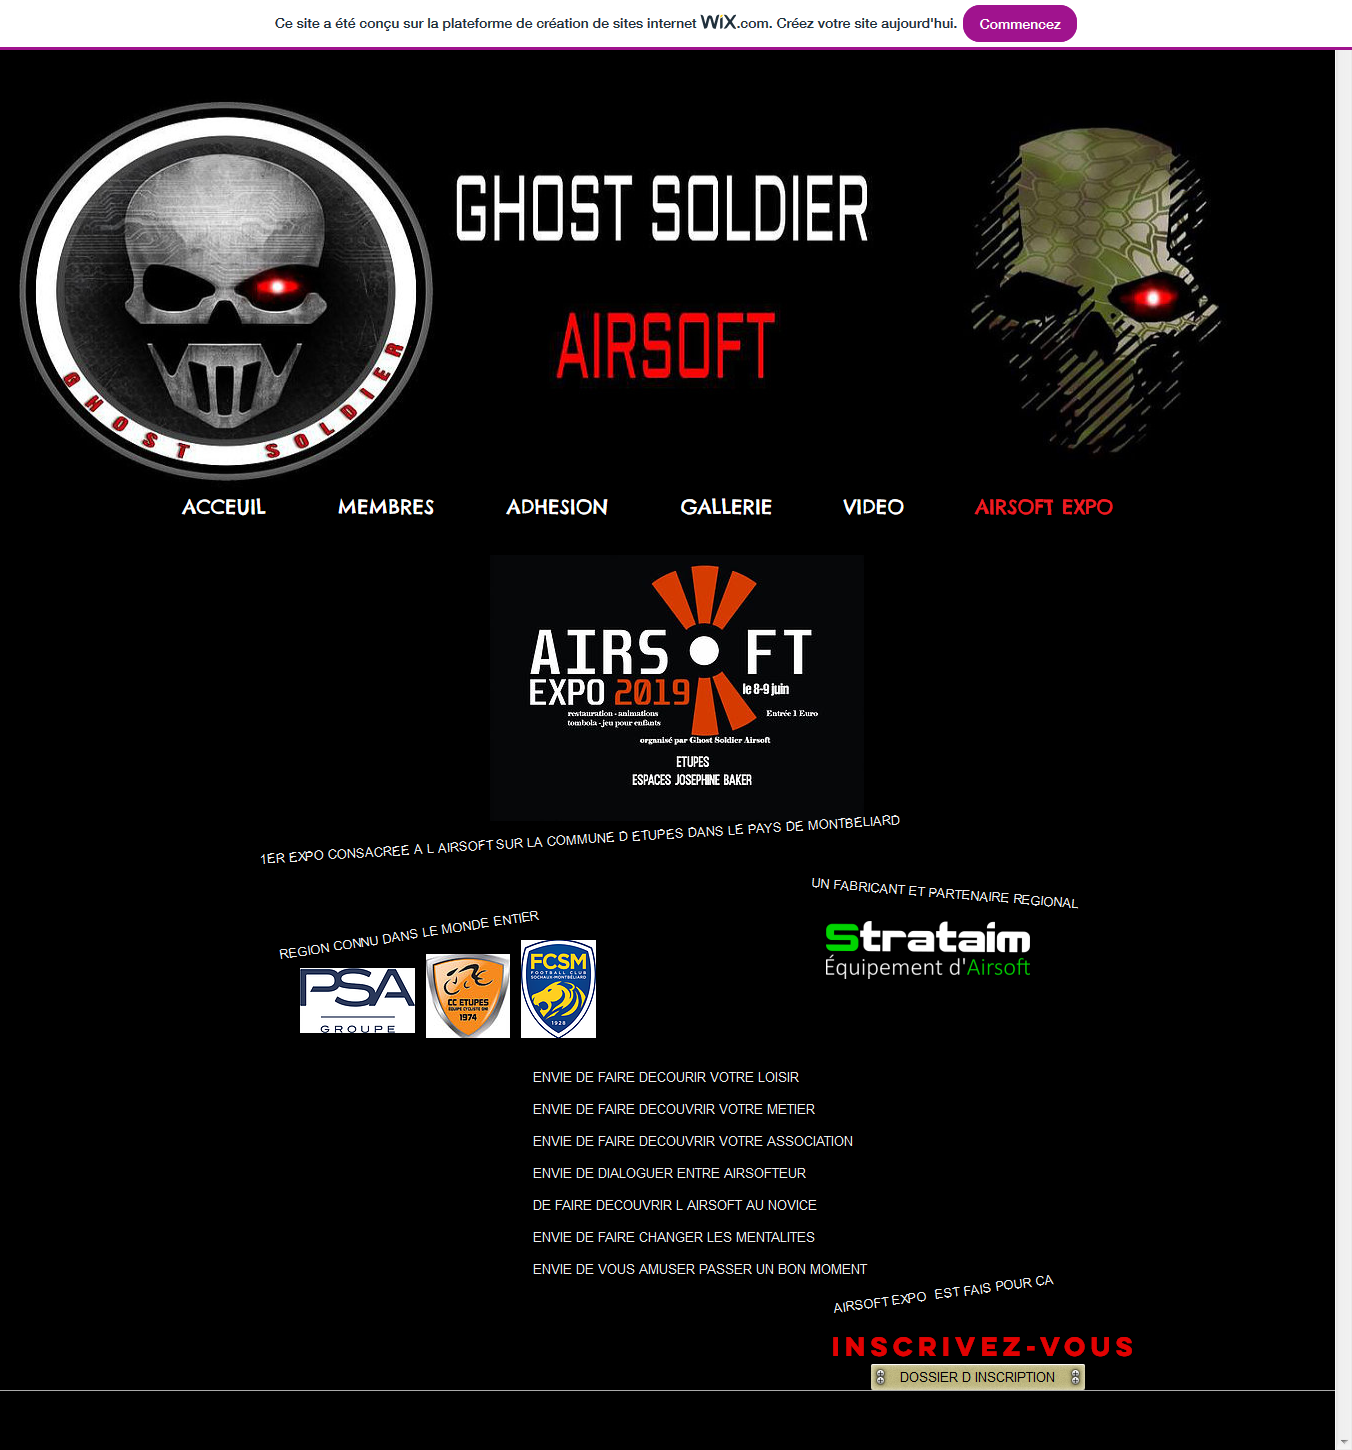 Ce site a été conçu sur la plateforme de création de sites internet WiX.com. Créez votre site aujourd'hui.
Commencez
GHOST SOLDIER
AIRSOFT
GHOST SOLDIER
ACCEUIL
MEMBRES
ADHESION
GALLERIE
VIDEO
AIRSOFT EXPO
AIRSOFT
EXPO 2019
le 8-9 juin
restauration - animations
tombola - jeu pour enfants
Entrée 1 Euro
organisé par Ghost Soldier Airsoft
ETUPES
ESPACES JOSEPHINE BAKER
1ER EXPO CONSACREE A L AIRSOFT SUR LA COMMUNE D ETUPES DANS LE PAYS DE MONTBELIARD
UN FABRICANT ET PARTENAIRE REGIONAL
Strataim
Équipement d'Airsoft
REGION CONNU DANS LE MONDE ENTIER
PSA
GROUPE
CC ETUPES
ÉQUIPE CYCLISTE DN1
1974
FCSM
FOOTBALL CLUB
SOCHAUX-MONTBÉLIARD
1928
ENVIE DE FAIRE DECOURIR VOTRE LOISIR
ENVIE DE FAIRE DECOUVRIR VOTRE METIER
ENVIE DE FAIRE DECOUVRIR VOTRE ASSOCIATION
ENVIE DE DIALOGUER ENTRE AIRSOFTEUR
DE FAIRE DECOUVRIR L AIRSOFT AU NOVICE
ENVIE DE FAIRE CHANGER LES MENTALITES
ENVIE DE VOUS AMUSER PASSER UN BON MOMENT
AIRSOFT EXPO  EST FAIS POUR CA
INSCRIVEZ-VOUS
DOSSIER D INSCRIPTION